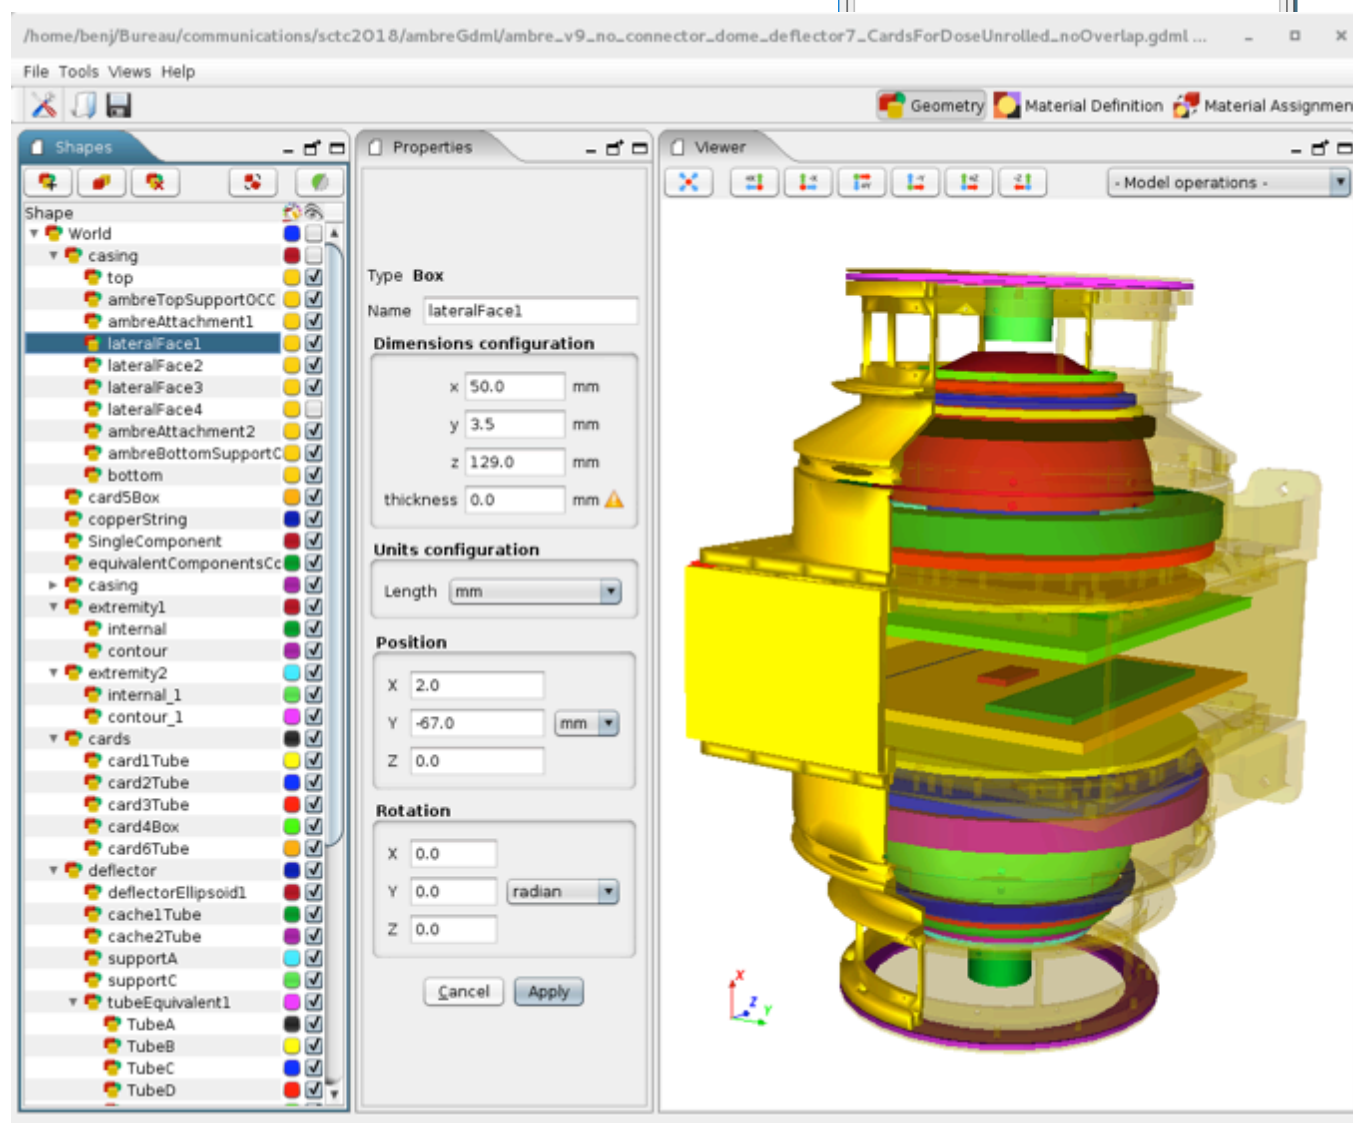 /home/benj/Bureau/communications/sctc2018/ambreGdml/ambre_v9_no_connector_dome_deflector7_CardsForDoseUnrolled_noOverlap.gdml ...
File Tools Views Help
Geometry Material Definition Material Assignmen
Shapes
Shape
World
casing
top
ambreTopSupportOCC
ambreAttachment1
lateralFace1
lateralFace2
lateralFace3
lateralFace4
ambreAttachment2
ambreBottomSupportC
bottom
card5Box
copperString
SingleComponent
equivalentComponentsCc
casing
extremity1
internal
contour
extremity2
internal_1
contour_1
cards
card1Tube
card2Tube
card3Tube
card4Box
card6Tube
deflector
deflectorEllipsoid1
cache1Tube
cache2Tube
supportA
supportC
tubeEquivalent1
TubeA
TubeB
TubeC
TubeD
Properties
Type Box
Name lateralFace1
Dimensions configuration
x 50.0 mm
y 3.5 mm
z 129.0 mm
thickness 0.0 mm
Units configuration
Length mm
Position
X 2.0
Y -67.0 mm
Z 0.0
Rotation
X 0.0
Y 0.0 radian
Z 0.0
Cancel Apply
Viewer
- Model operations -
X
Z
Y